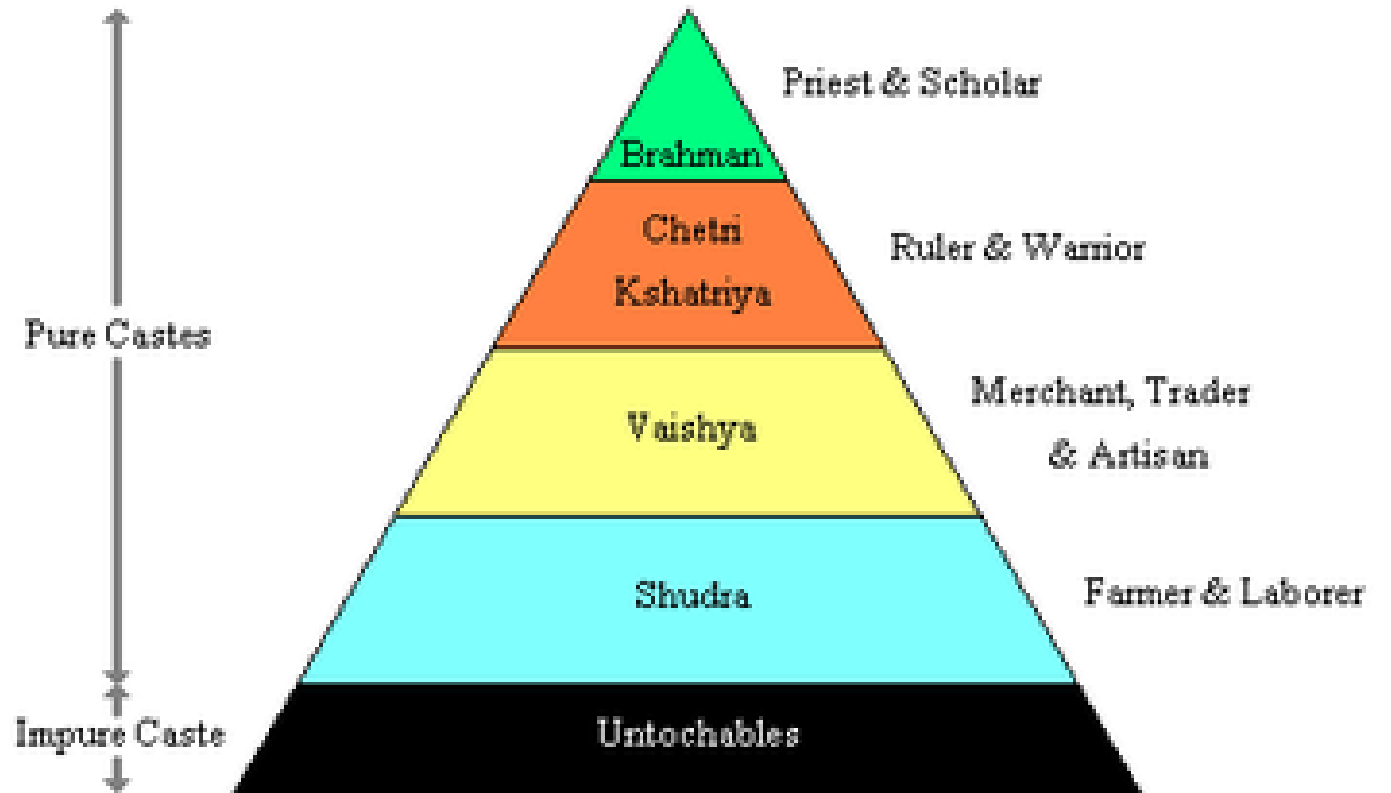 Priest & Scholar
Brahman
Chetri
Ruler & Warrior
Kshatriya
Pure Castes
Merchant, Trader
Vaishya
& Artisan
Shudra
Farmer & Laborer
Impure Caste
Untochables